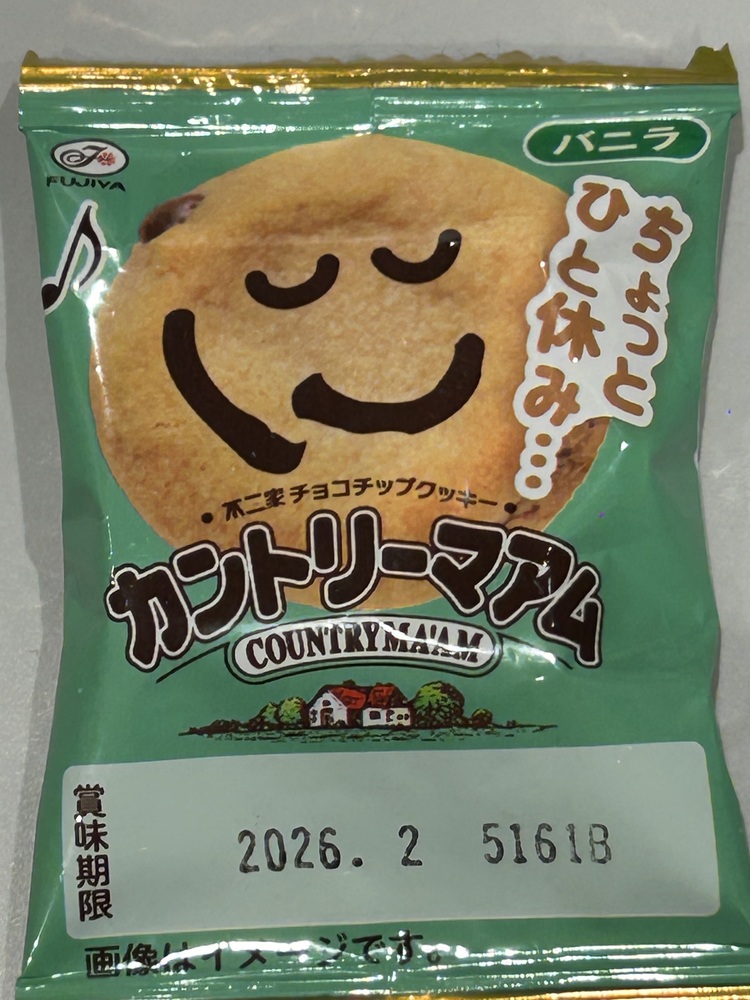 FUJIYA
バニラ
ちょっと
ひと休み…
不二家 チョコチップクッキー
カントリーマアム
COUNTRY MA'AM
賞味期限
2026. 2 5161B
画像はイメージです。